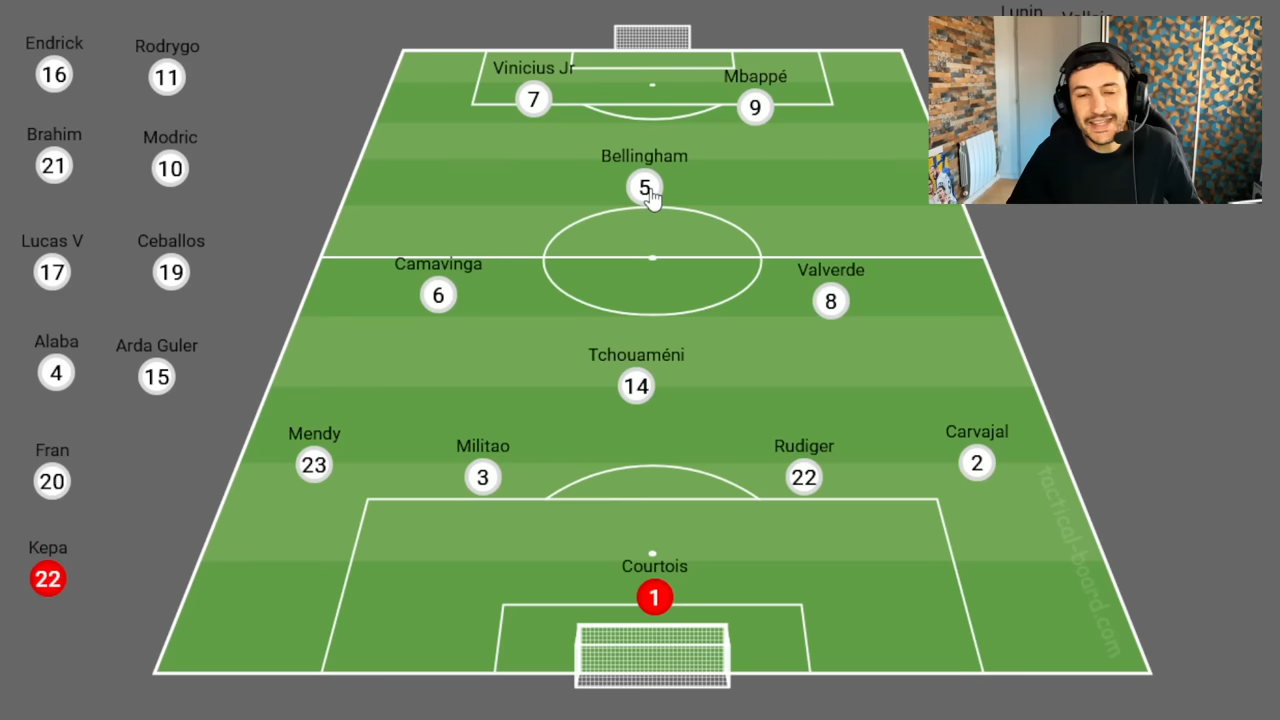 Endrick
16
Rodrygo
11
Brahim
21
Modric
10
Lucas V
17
Ceballos
19
Alaba
4
Arda Guler
15
Fran
20
Kepa
22
Lunin
Vinicius Jr
7
Mbappé
9
Bellingham
5
Camavinga
6
Valverde
8
Tchouaméni
14
Mendy
23
Militao
3
Rudiger
22
Carvajal
2
Courtois
1
tactical-board.com